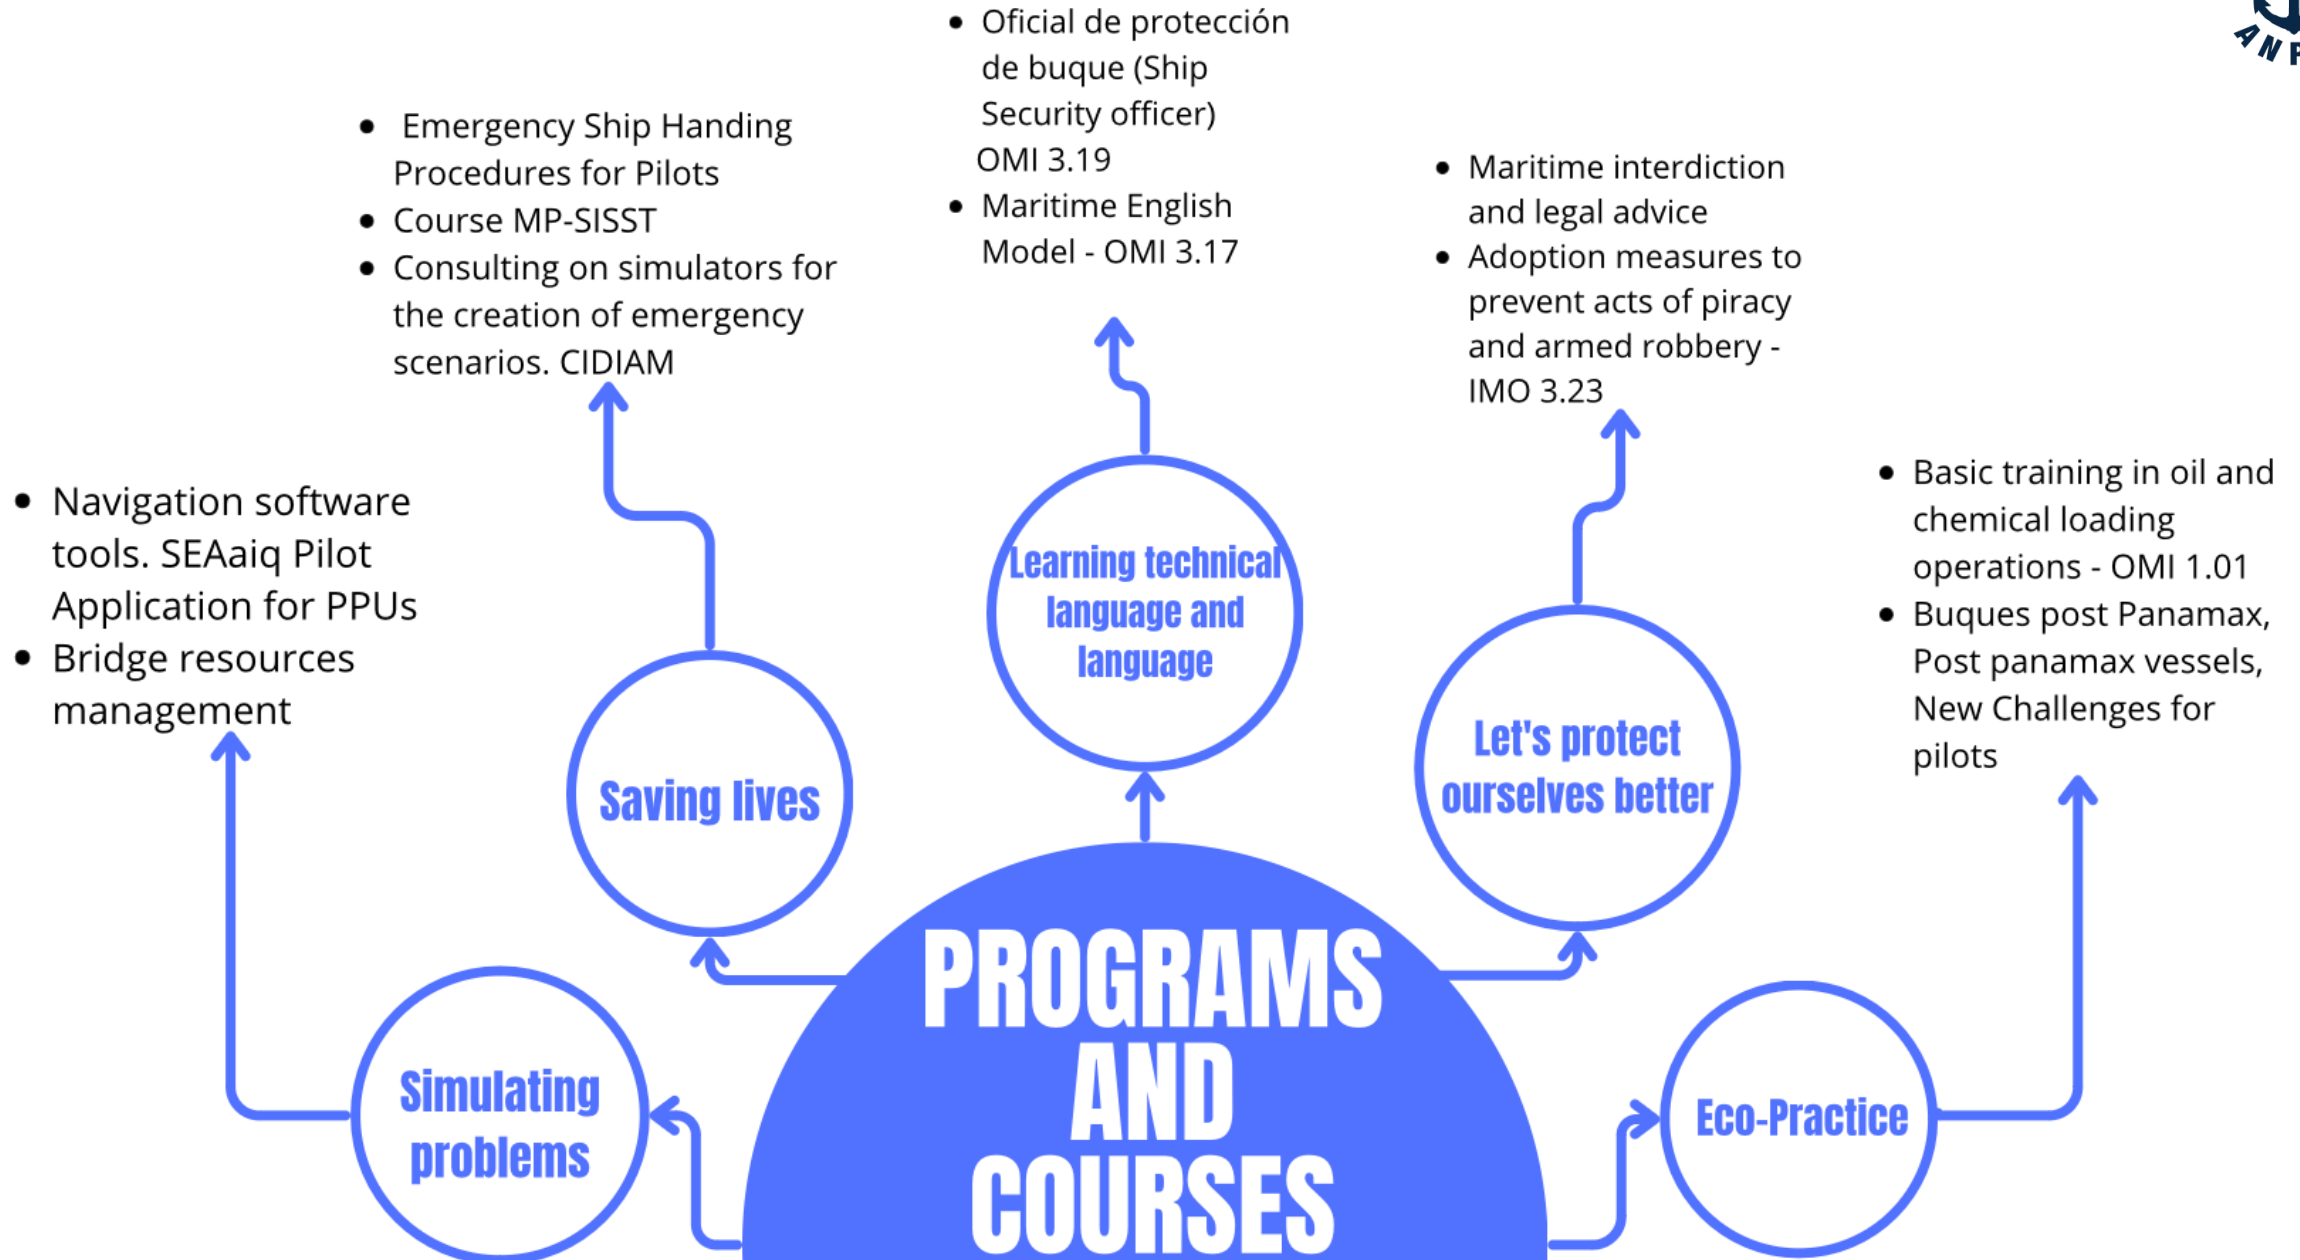 • Oficial de protección
de buque (Ship
Security officer)
OMI 3.19
• Maritime English
Model - OMI 3.17
• Emergency Ship Handing
Procedures for Pilots
• Course MP-SISST
• Consulting on simulators for
the creation of emergency
scenarios. CIDIAM
• Maritime interdiction
and legal advice
• Adoption measures to
prevent acts of piracy
and armed robbery -
IMO 3.23
• Navigation software
tools. SEAaiq Pilot
Application for PPUs
• Bridge resources
management
• Basic training in oil and
chemical loading
operations - OMI 1.01
• Buques post Panamax,
Post panamax vessels,
New Challenges for
pilots
Learning technical
language and
language
Saving lives
Let's protect
ourselves better
Simulating
problems
Eco-Practice
PROGRAMS
AND
COURSES